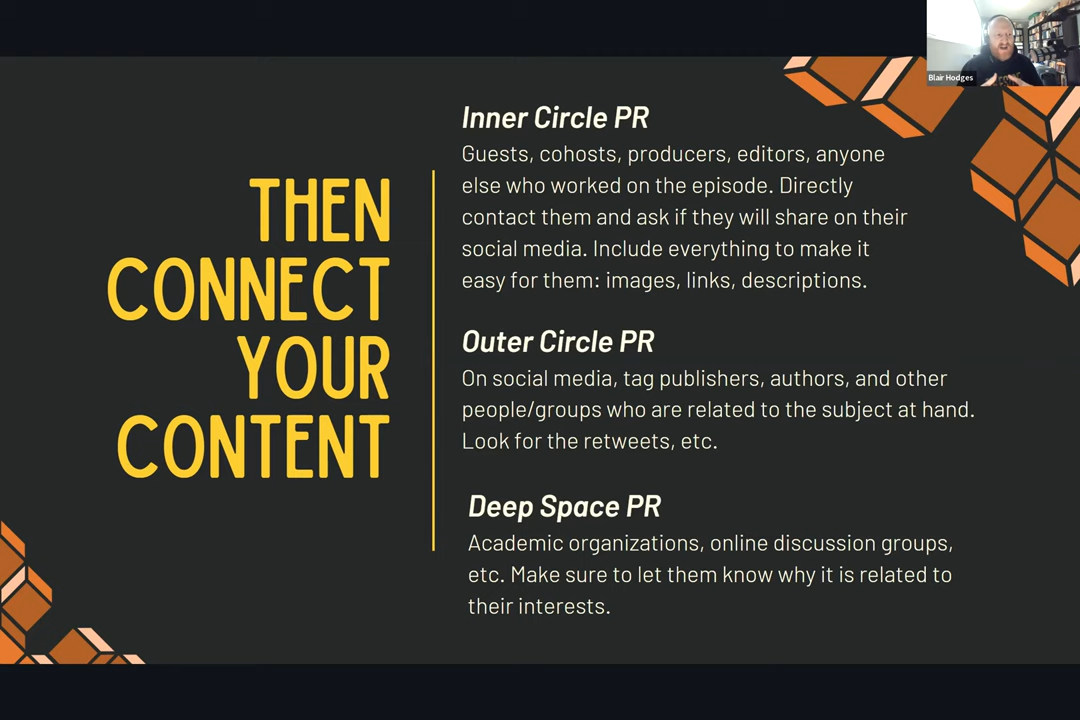 THEN
CONNECT
YOUR
CONTENT
Inner Circle PR
Guests, cohosts, producers, editors, anyone
else who worked on the episode. Directly
contact them and ask if they will share on their
social media. Include everything to make it
easy for them: images, links, descriptions.
Outer Circle PR
On social media, tag publishers, authors, and other
people/groups who are related to the subject at hand.
Look for the retweets, etc.
Deep Space PR
Academic organizations, online discussion groups,
etc. Make sure to let them know why it is related to
their interests.
Blair Hodges